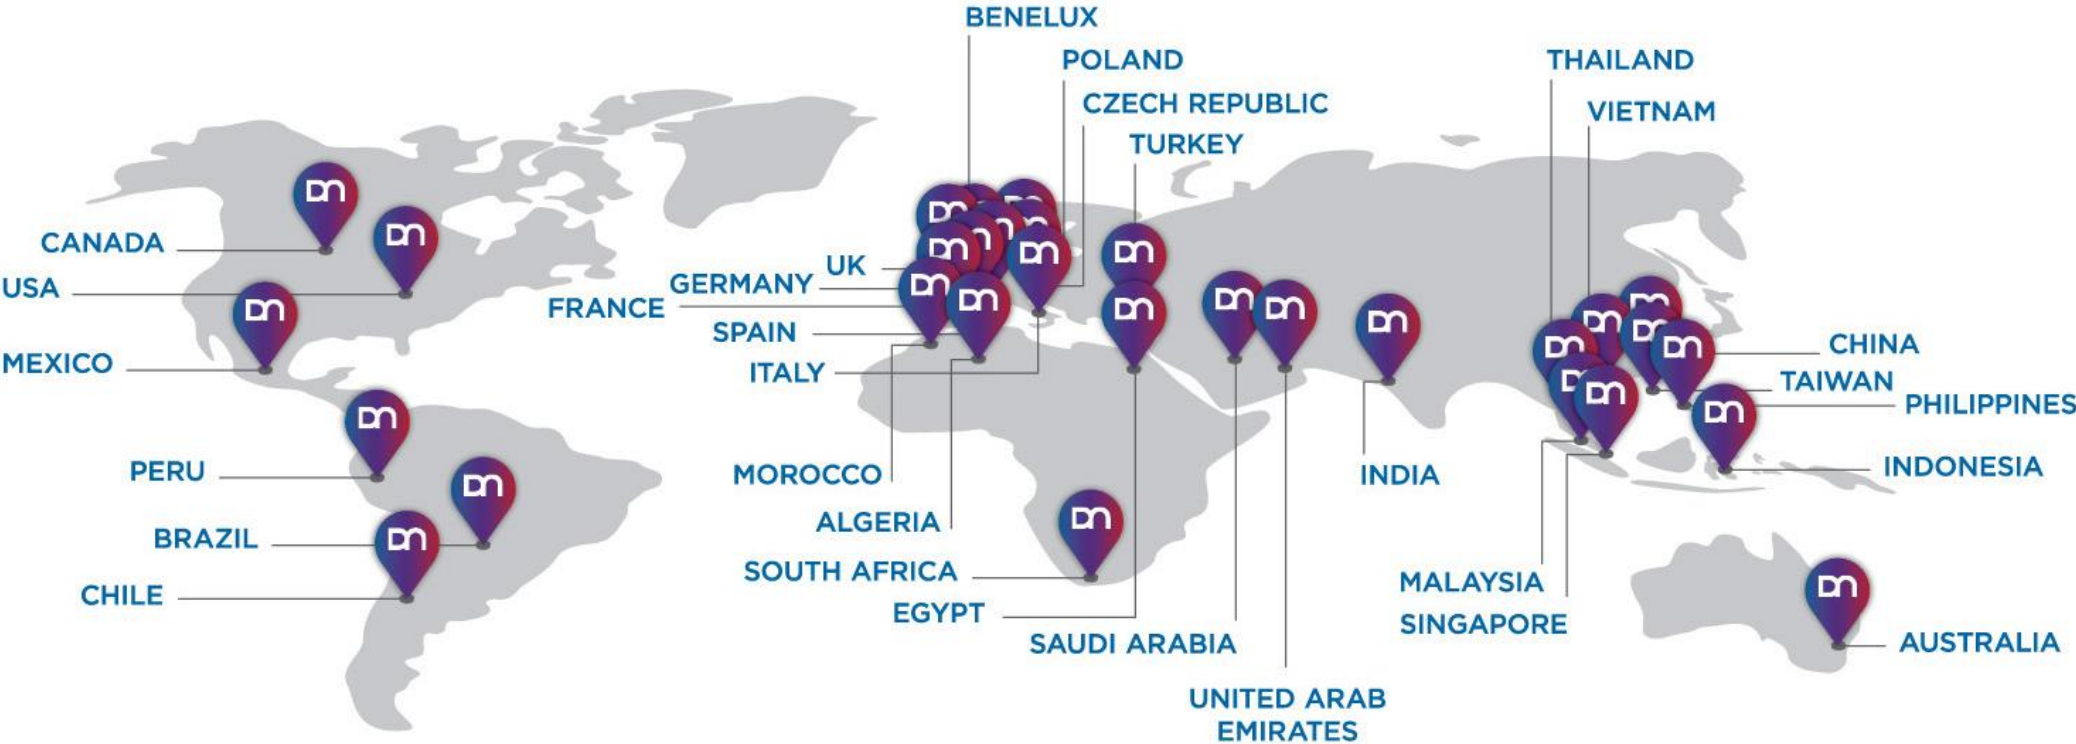 BENELUX
POLAND
THAILAND
CZECH REPUBLIC
VIETNAM
TURKEY
CANADA
UK
GERMANY
USA
FRANCE
SPAIN
CHINA
MEXICO
ITALY
TAIWAN
PHILIPPINES
PERU
MOROCCO
INDIA
INDONESIA
ALGERIA
BRAZIL
SOUTH AFRICA
MALAYSIA
CHILE
EGYPT
SINGAPORE
SAUDI ARABIA
AUSTRALIA
UNITED ARAB
EMIRATES